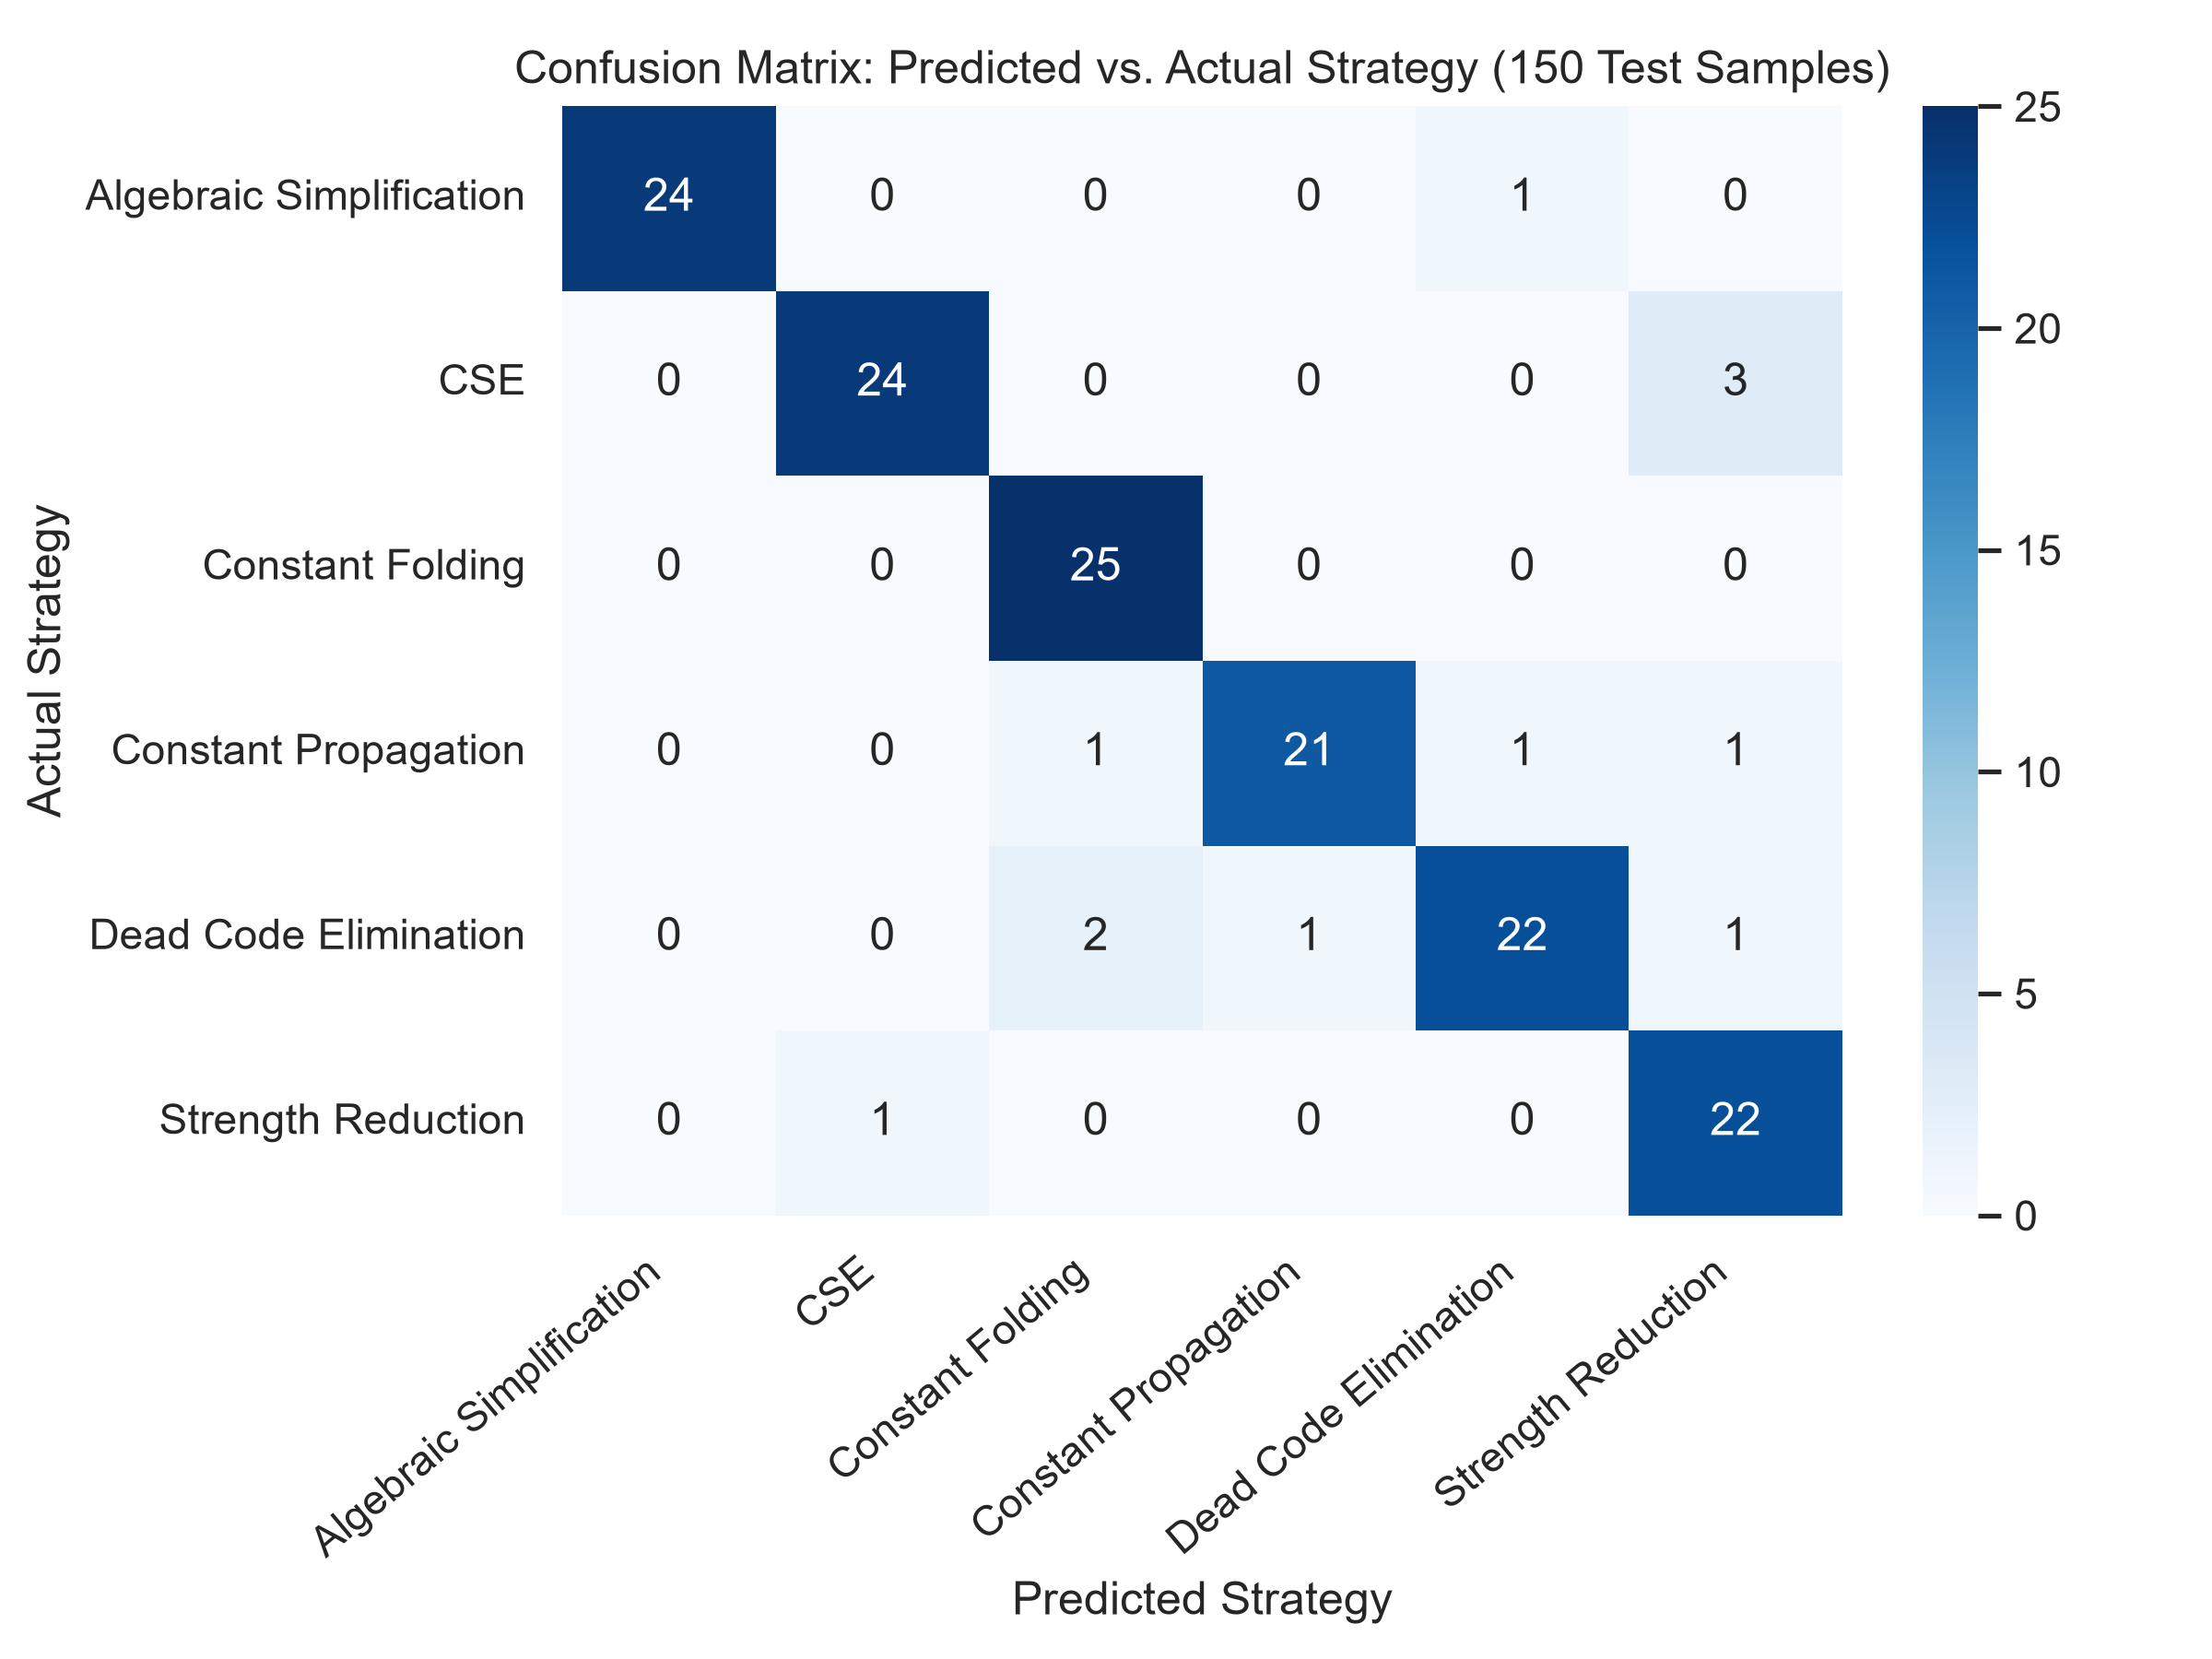 Confusion Matrix: Predicted vs. Actual Strategy (150 Test Samples)
Actual Strategy
Algebraic Simplification 24 0 0 0 1 0
CSE 0 24 0 0 0 3
Constant Folding 0 0 25 0 0 0
Constant Propagation 0 0 1 21 1 1
Dead Code Elimination 0 0 2 1 22 1
Strength Reduction 0 1 0 0 0 22
Algebraic Simplification
CSE
Constant Folding
Constant Propagation
Dead Code Elimination
Strength Reduction
Predicted Strategy
25
20
15
10
5
0